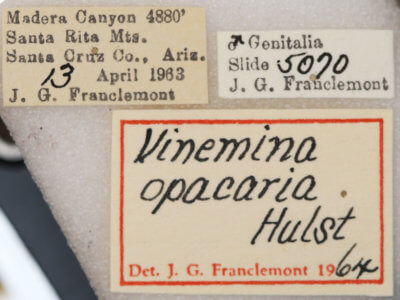 Madera Canyon 4880'
Santa Rita Mts.
Santa Cruz Co., Ariz.
13 April 1963
J. G. Franclemont
♂ Genitalia
Slide 5070
J. G. Franclemont
Vinemina
opacaria
Hulst
Det. J. G. Franclemont 1964